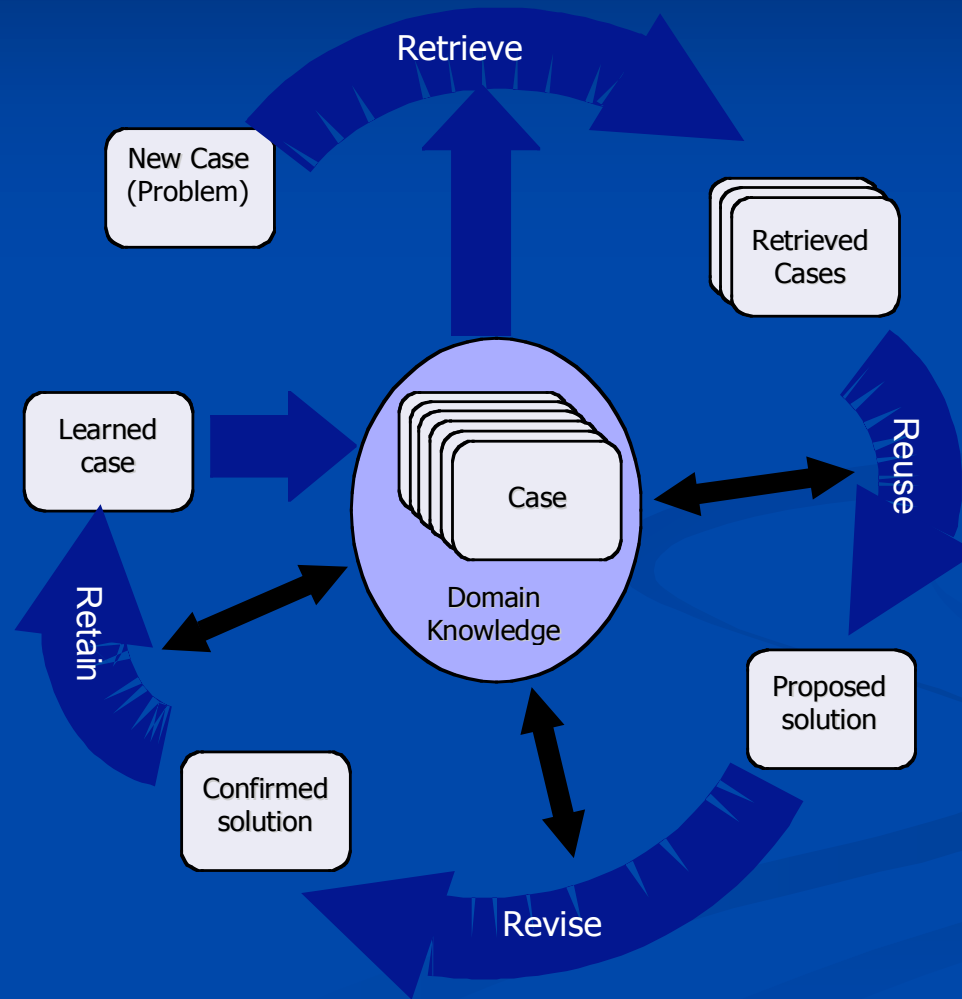 Retrieve
New Case
(Problem)
Retrieved
Cases
Learned
case
Reuse
Case
Domain
Knowledge
Retain
Proposed
solution
Confirmed
solution
Revise